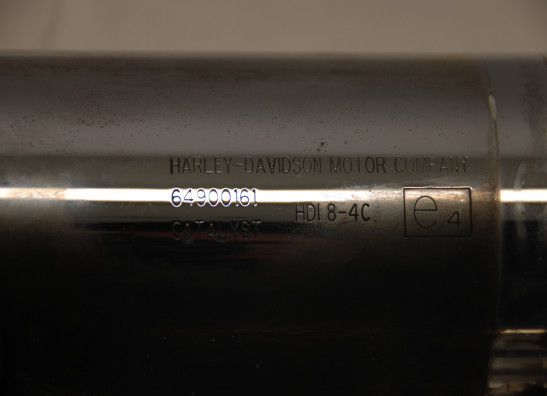 HARLEY-DAVIDSON MOTOR COMPANY
64900161
HDI 8-4C
CATALYST
e4